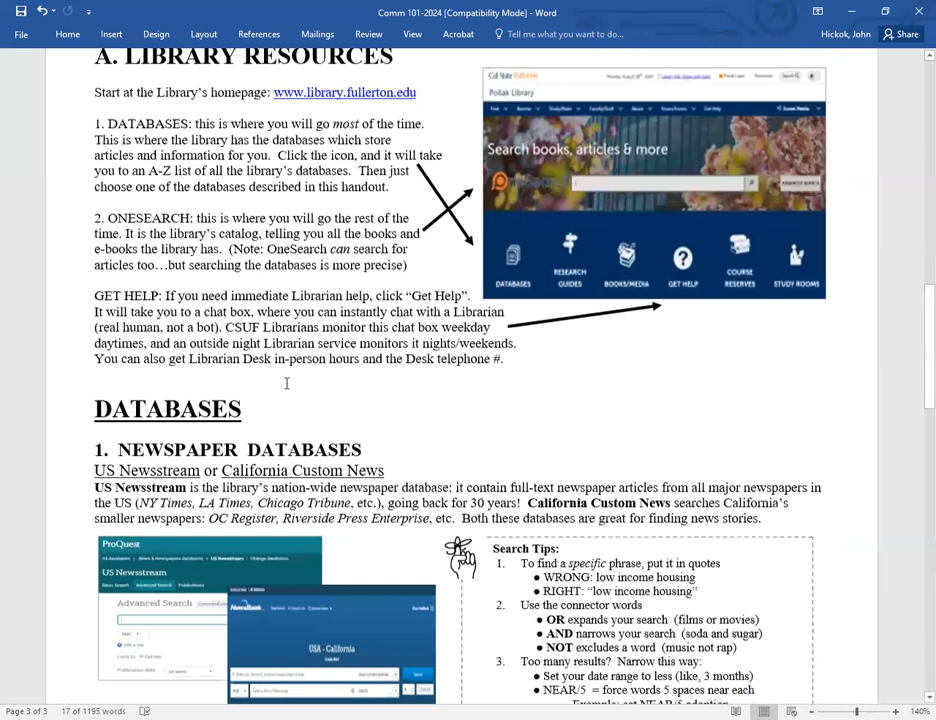 Comm 101-2024 [Compatibility Mode] - Word
File Home Insert Design Layout References Mailings Review View Acrobat Tell me what you want to do... Hickok, John Share
A. LIBRARY RESOURCES
Start at the Library's homepage: www.library.fullerton.edu
1. DATABASES: this is where you will go most of the time.
This is where the library has the databases which store
articles and information for you. Click the icon, and it will take
you to an A-Z list of all the library's databases. Then just
choose one of the databases described in this handout.
2. ONESEARCH: this is where you will go the rest of the
time. It is the library's catalog, telling you all the books and
e-books the library has. (Note: OneSearch can search for
articles too…but searching the databases is more precise)
GET HELP: If you need immediate Librarian help, click "Get Help".
It will take you to a chat box, where you can instantly chat with a Librarian
(real human, not a bot). CSUF Librarians monitor this chat box weekday
daytimes, and an outside night Librarian service monitors it nights/weekends.
You can also get Librarian Desk in-person hours and the Desk telephone #.
Cal State Fullerton
Pollak Library
Search books, articles & more
ADVANCED SEARCH
DATABASES
RESEARCH
GUIDES
BOOKS/MEDIA
GET HELP
COURSE
RESERVES
STUDY ROOMS
DATABASES
1. NEWSPAPER DATABASES
US Newsstream or California Custom News
US Newsstream is the library's nation-wide newspaper database: it contain full-text newspaper articles from all major newspapers in
the US (NY Times, LA Times, Chicago Tribune, etc.), going back for 30 years! California Custom News searches California's
smaller newspapers: OC Register, Riverside Press Enterprise, etc. Both these databases are great for finding news stories.
ProQuest
US Newsstream
Basic Search Advanced Search Publications
Advanced Search
Publication date:
NewsBank
USA - California
Search Tips:
1. To find a specific phrase, put it in quotes
● WRONG: low income housing
● RIGHT: "low income housing"
2. Use the connector words
● OR expands your search (films or movies)
● AND narrows your search (soda and sugar)
● NOT excludes a word (music not rap)
3. Too many results? Narrow this way:
● Set your date range to less (like, 3 months)
● NEAR/5 = force words 5 spaces near each
Page 3 of 3 17 of 1195 words 140%